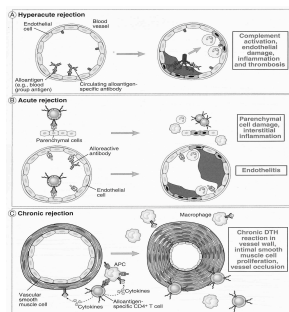 A Hyperacute rejection
Endothelial
cell
Blood
vessel
Alloantigen
(e.g., blood
group antigen)
Circulating alloantigen-
specific antibody
Complement
activation,
endothelial
damage,
inflammation
and thrombosis
B Acute rejection
Parenchymal cells
Alloreactive
antibody
Endothelial
cell
Parenchymal
cell damage,
interstitial
inflammation
Endothelitis
C Chronic rejection
Macrophage
APC
Cytokines
Vascular
smooth
muscle cell
Cytokines
Alloantigen-
specific CD4+ T cell
Chronic DTH
reaction in
vessel wall,
intimal smooth
muscle cell
proliferation,
vessel occlusion